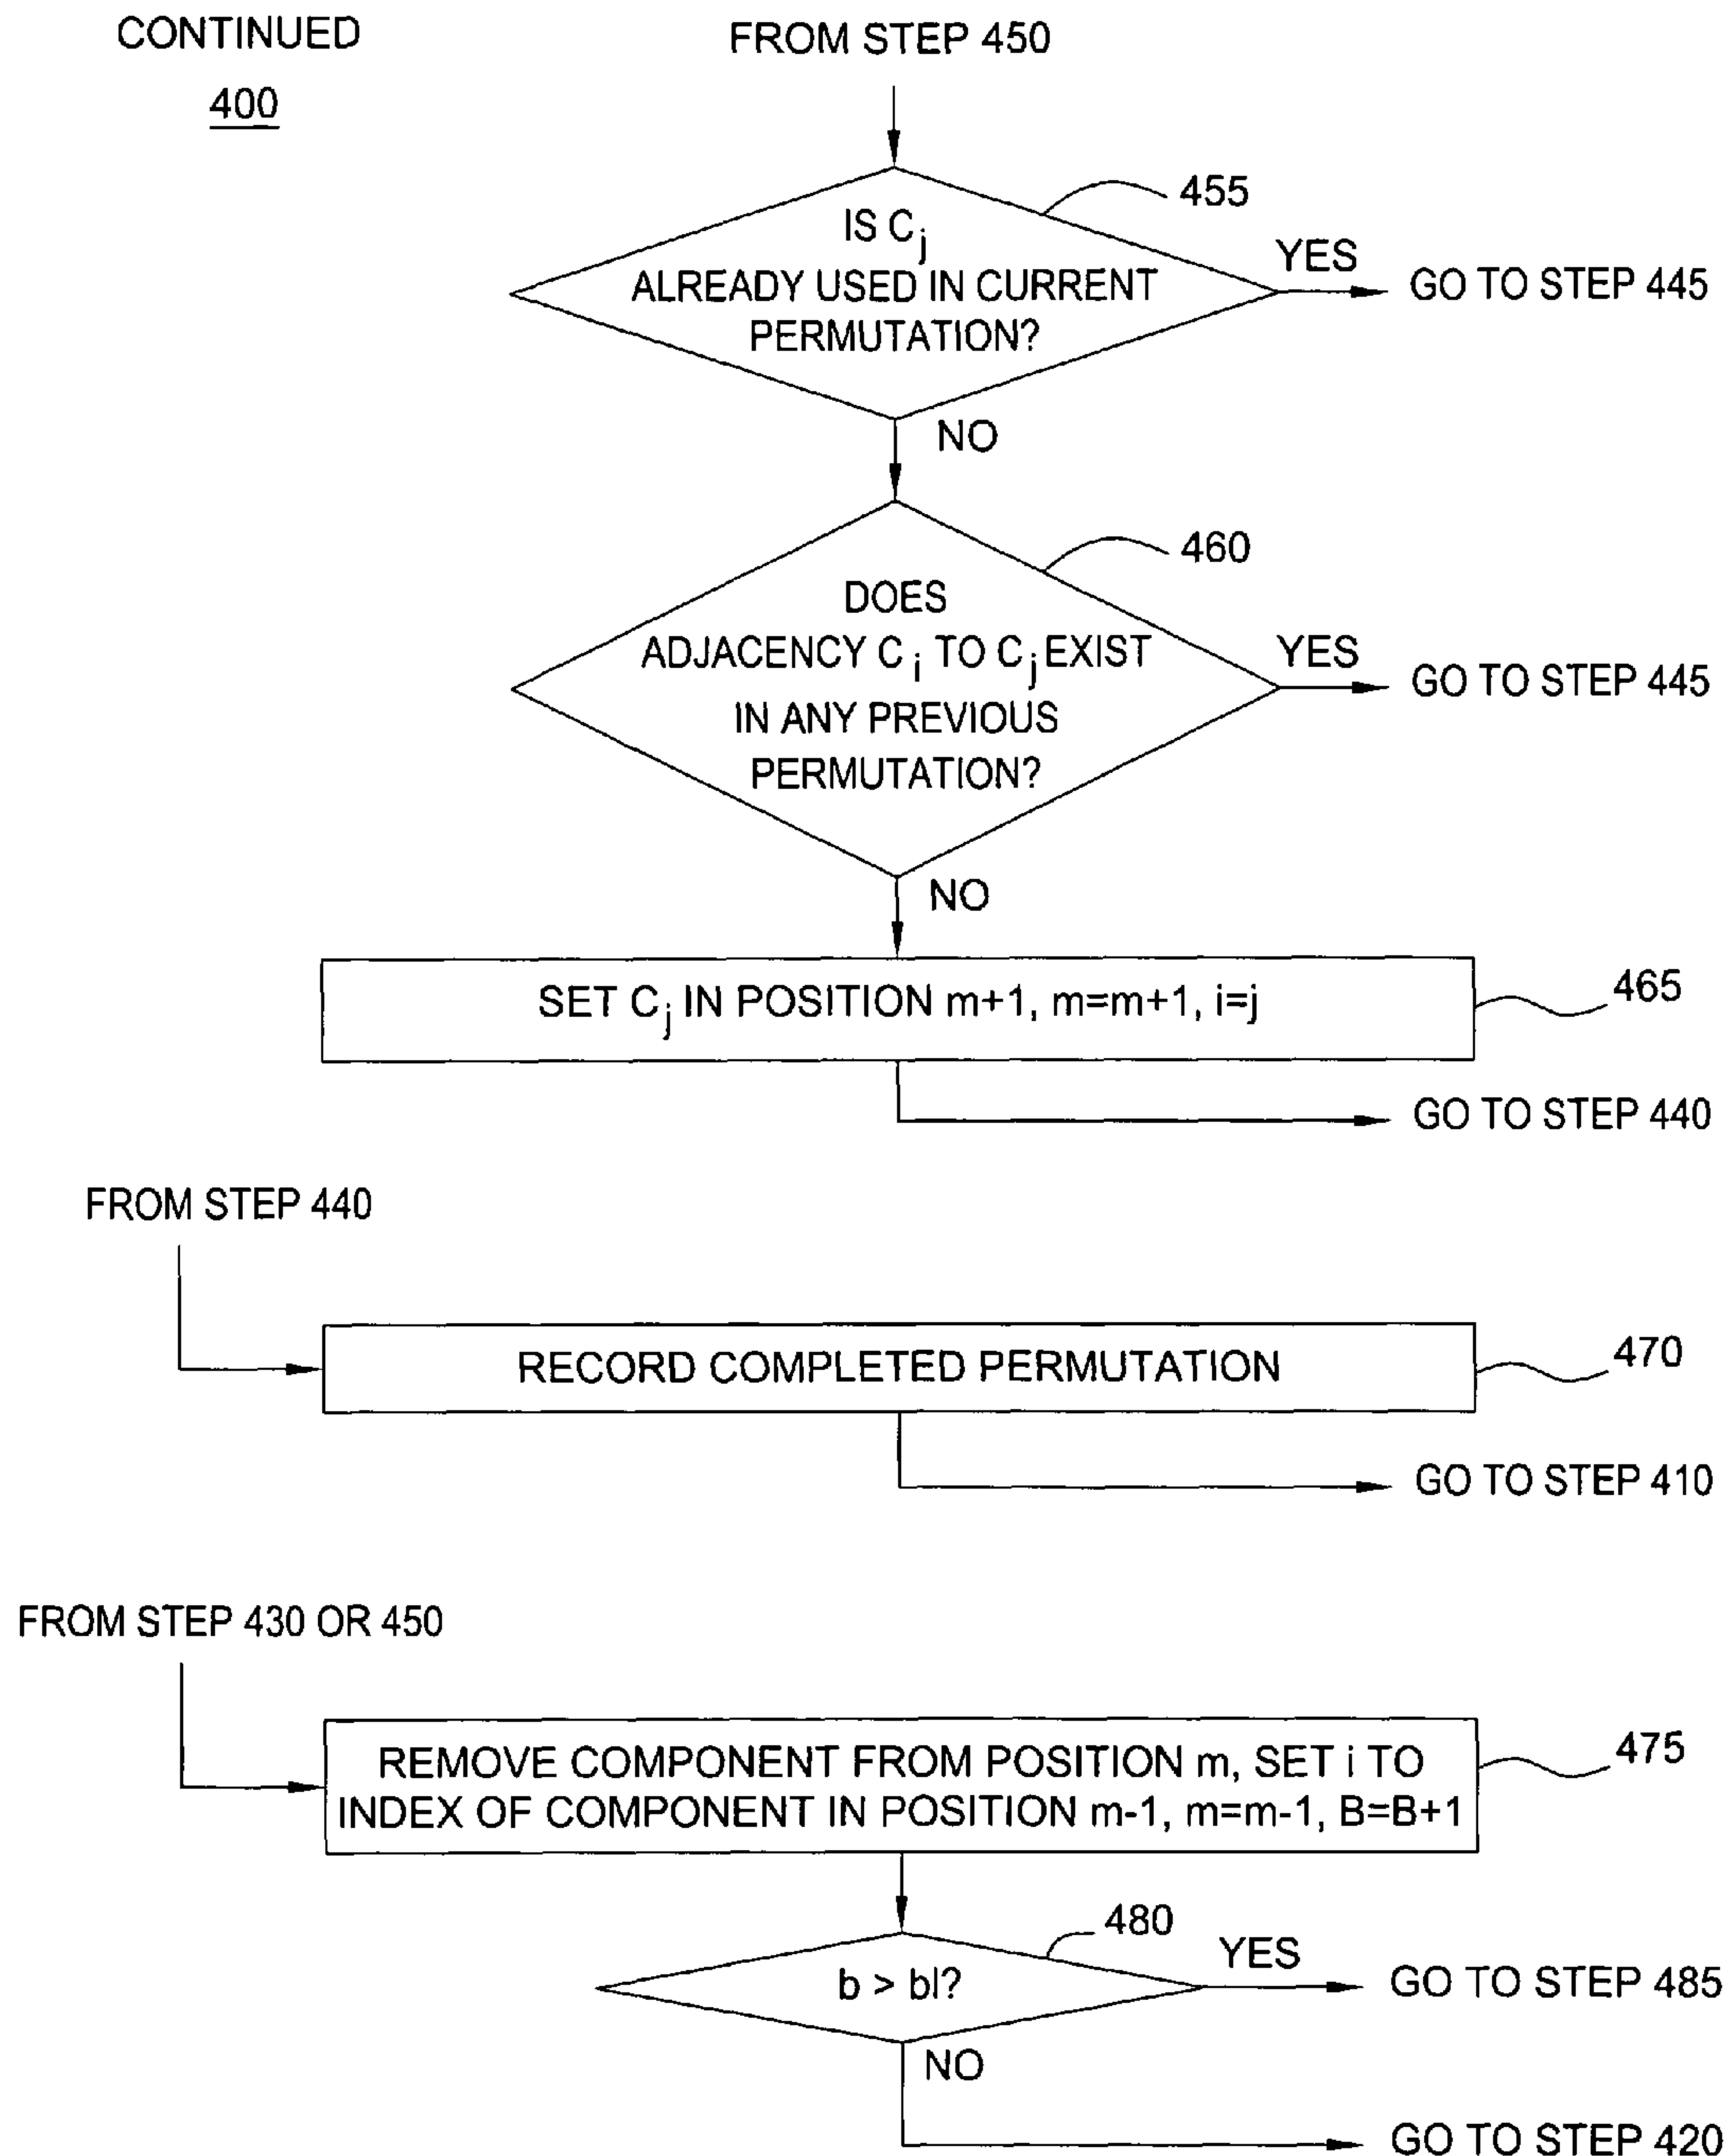 CONTINUED
400
FROM STEP 450
455
IS Cj
ALREADY USED IN CURRENT
PERMUTATION?
YES
GO TO STEP 445
NO
460
DOES
ADJACENCY Ci TO Cj EXIST
IN ANY PREVIOUS
PERMUTATION?
YES
GO TO STEP 445
NO
SET Cj IN POSITION m+1, m=m+1, i=j
465
GO TO STEP 440
FROM STEP 440
RECORD COMPLETED PERMUTATION
470
GO TO STEP 410
FROM STEP 430 OR 450
REMOVE COMPONENT FROM POSITION m, SET i TO
INDEX OF COMPONENT IN POSITION m-1, m=m-1, B=B+1
475
480
b > bl?
YES
GO TO STEP 485
NO
GO TO STEP 420